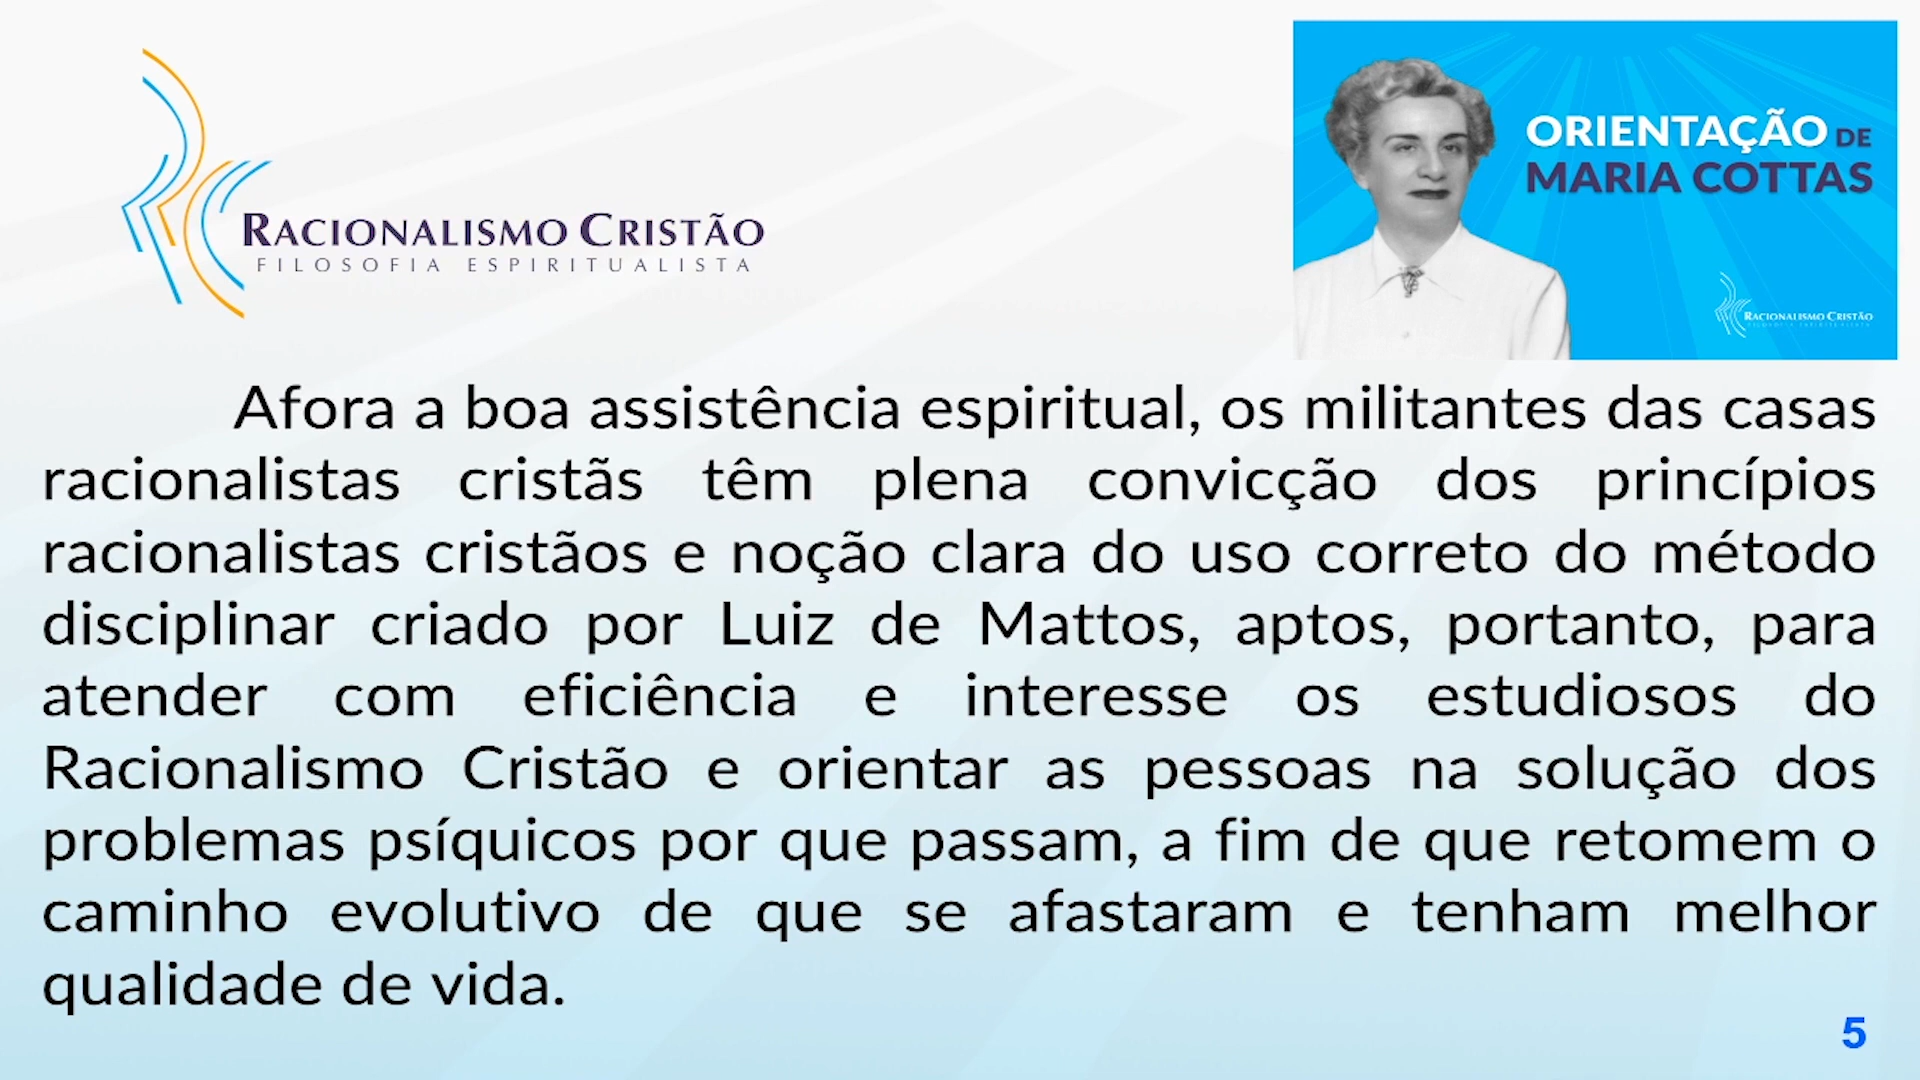 RACIONALISMO CRISTÃO
FILOSOFIA ESPIRITUALISTA
ORIENTAÇÃO DE
MARIA COTTAS
RACIONALISMO CRISTÃO
FILOSOFIA ESPIRITUALISTA
Afora a boa assistência espiritual, os militantes das casas
racionalistas cristãs têm plena convicção dos princípios
racionalistas cristãos e noção clara do uso correto do método
disciplinar criado por Luiz de Mattos, aptos, portanto, para
atender com eficiência e interesse os estudiosos do
Racionalismo Cristão e orientar as pessoas na solução dos
problemas psíquicos por que passam, a fim de que retomem o
caminho evolutivo de que se afastaram e tenham melhor
qualidade de vida.
5